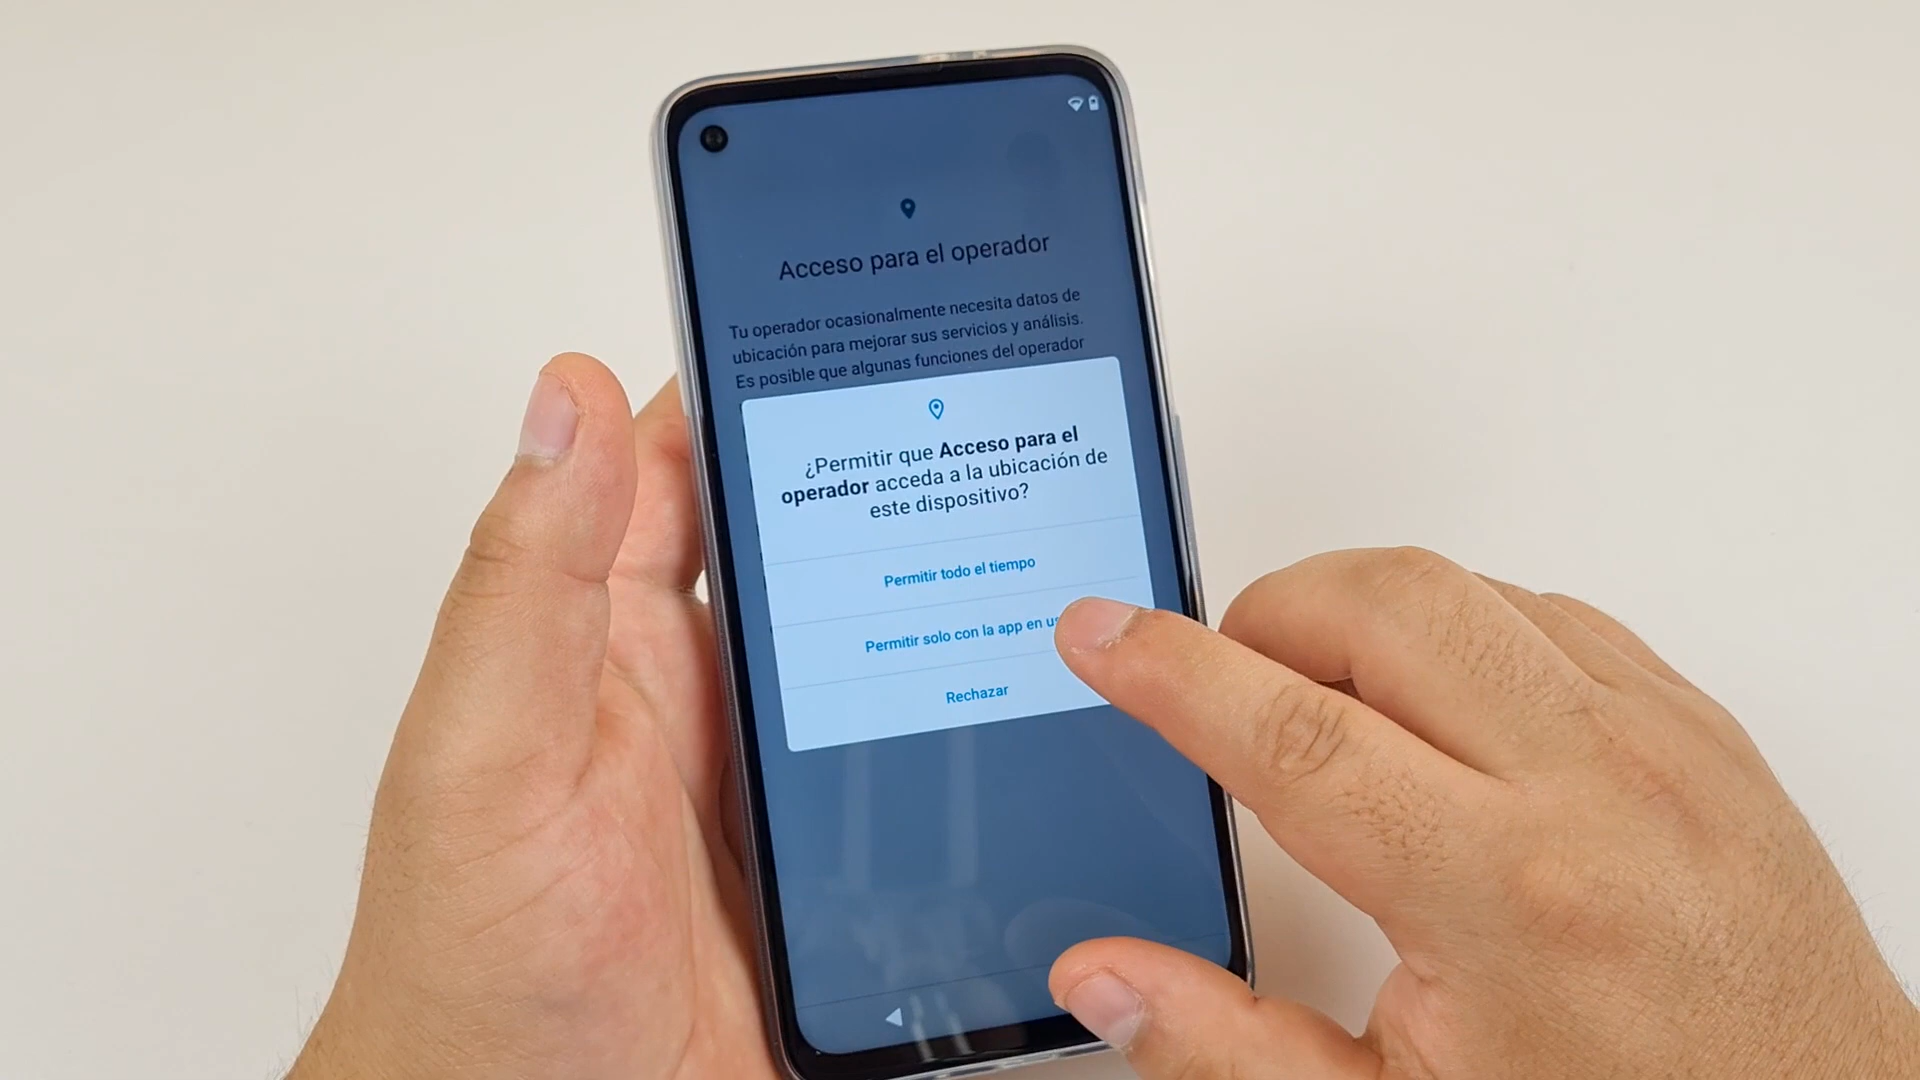 Acceso para el operador
Tu operador ocasionalmente necesita datos de
ubicación para mejorar sus servicios y análisis.
Es posible que algunas funciones del operador
¿Permitir que Acceso para el
operador acceda a la ubicación de
este dispositivo?
Permitir todo el tiempo
Permitir solo con la app en
Rechazar